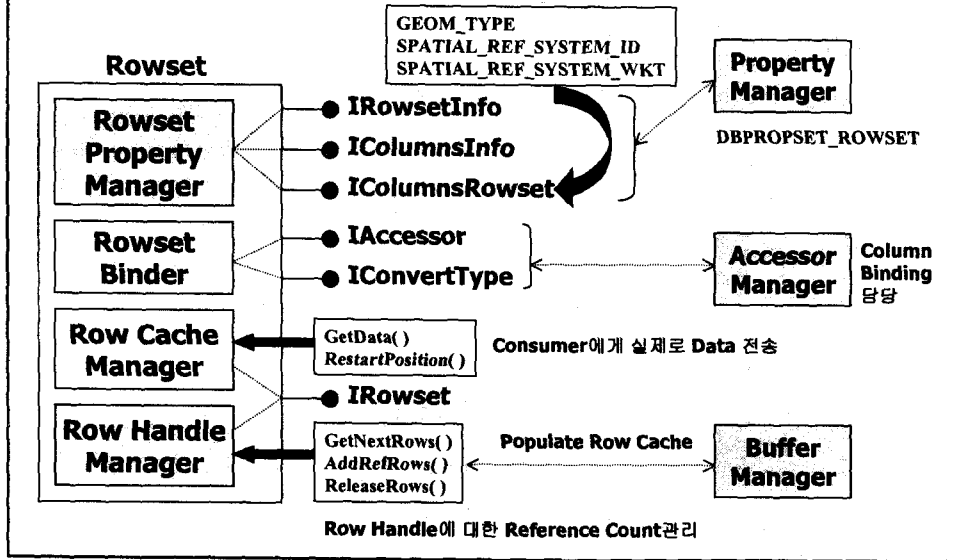 GEOM_TYPE
SPATIAL_REF_SYSTEM_ID
SPATIAL_REF_SYSTEM_WKT
Property
Manager
DBPROPSET_ROWSET
Rowset
Rowset
Property
Manager
IRowsetInfo
IColumnsInfo
IColumnsRowset
Rowset
Binder
IAccessor
IConvertType
Accessor
Manager
Column
Binding
담당
Row Cache
Manager
GetData( )
RestartPosition( )
Consumer에게 실제로 Data 전송
IRowset
Row Handle
Manager
GetNextRows( )
AddRefRows( )
ReleaseRows( )
Populate Row Cache
Buffer
Manager
Row Handle에 대한 Reference Count관리